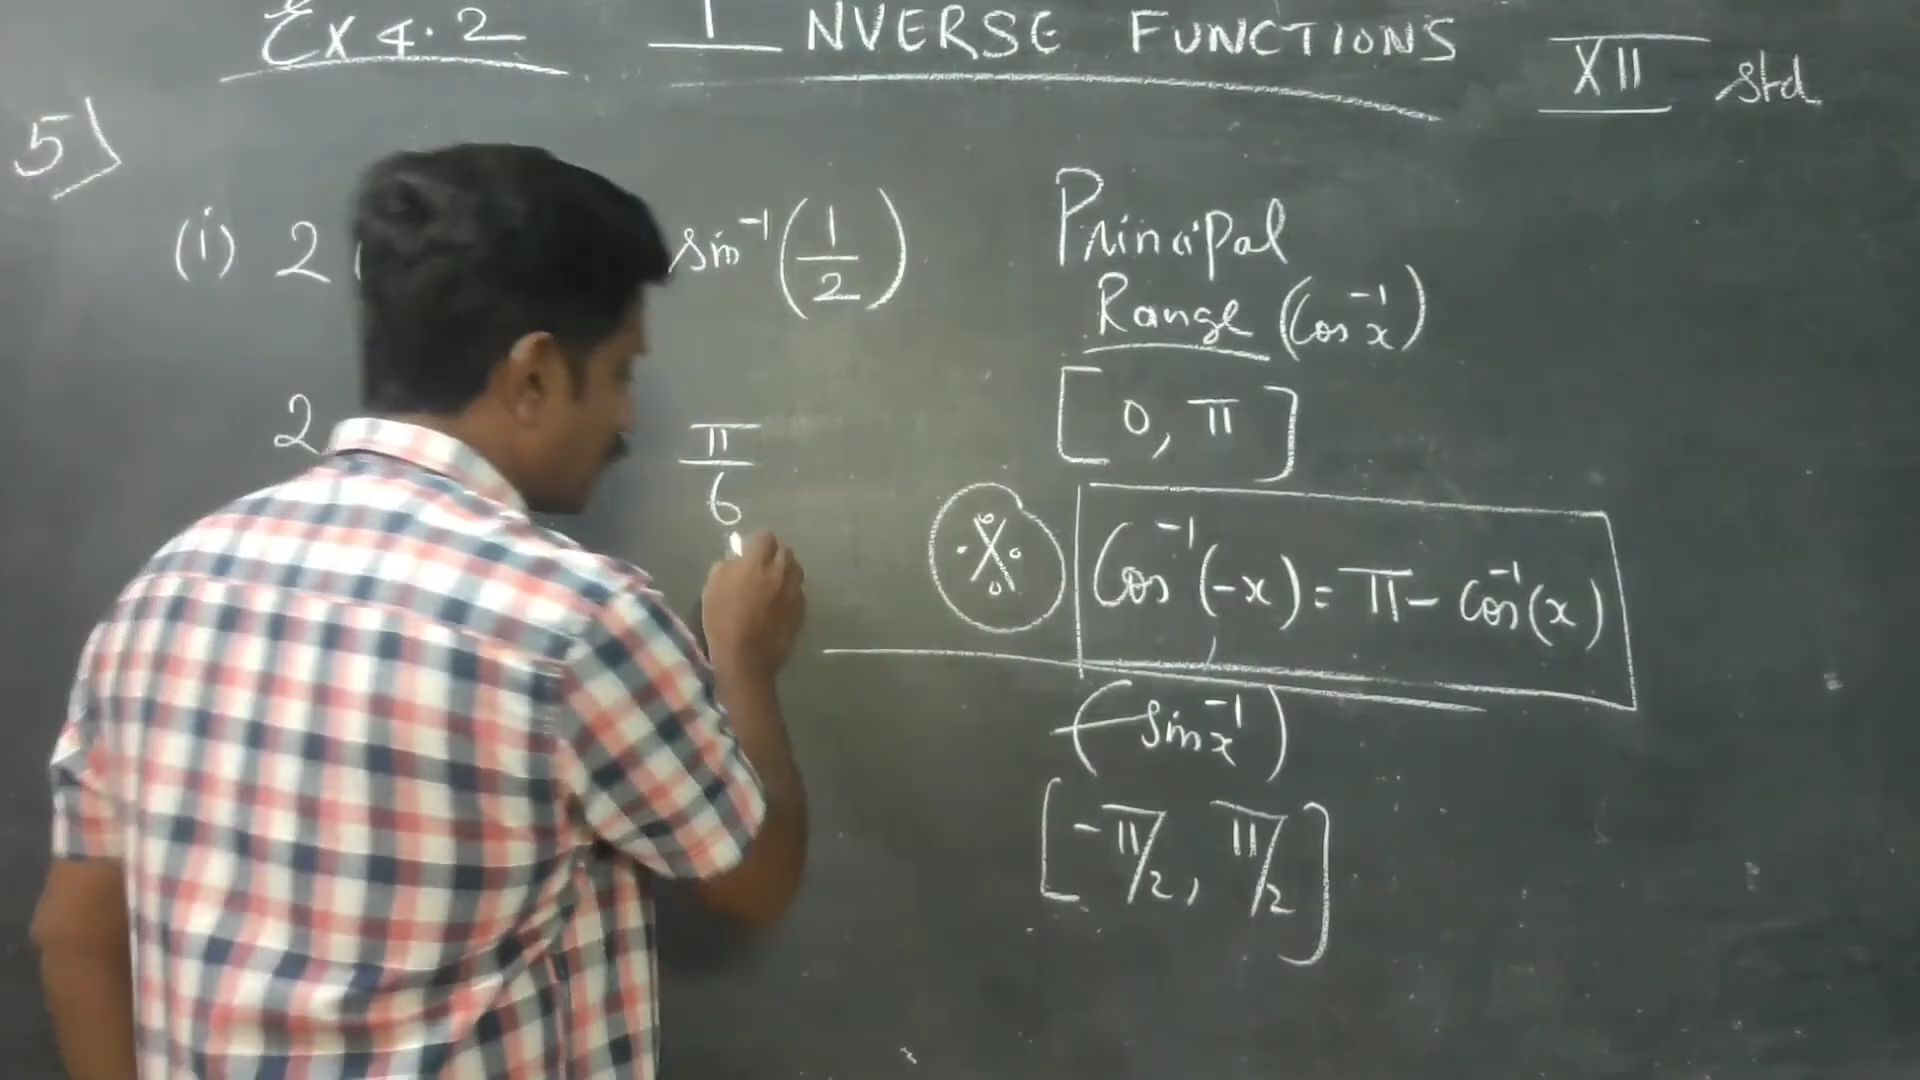 Ex 4.2 INVERSE FUNCTIONS XII std
5)
(i) 2 sin⁻¹(1/2)
2 π/6
Principal
Range (Cos⁻¹x)
[0, π]
Cos⁻¹(-x) = π - Cos⁻¹(x)
(sin⁻¹x)
[-π/2, π/2]